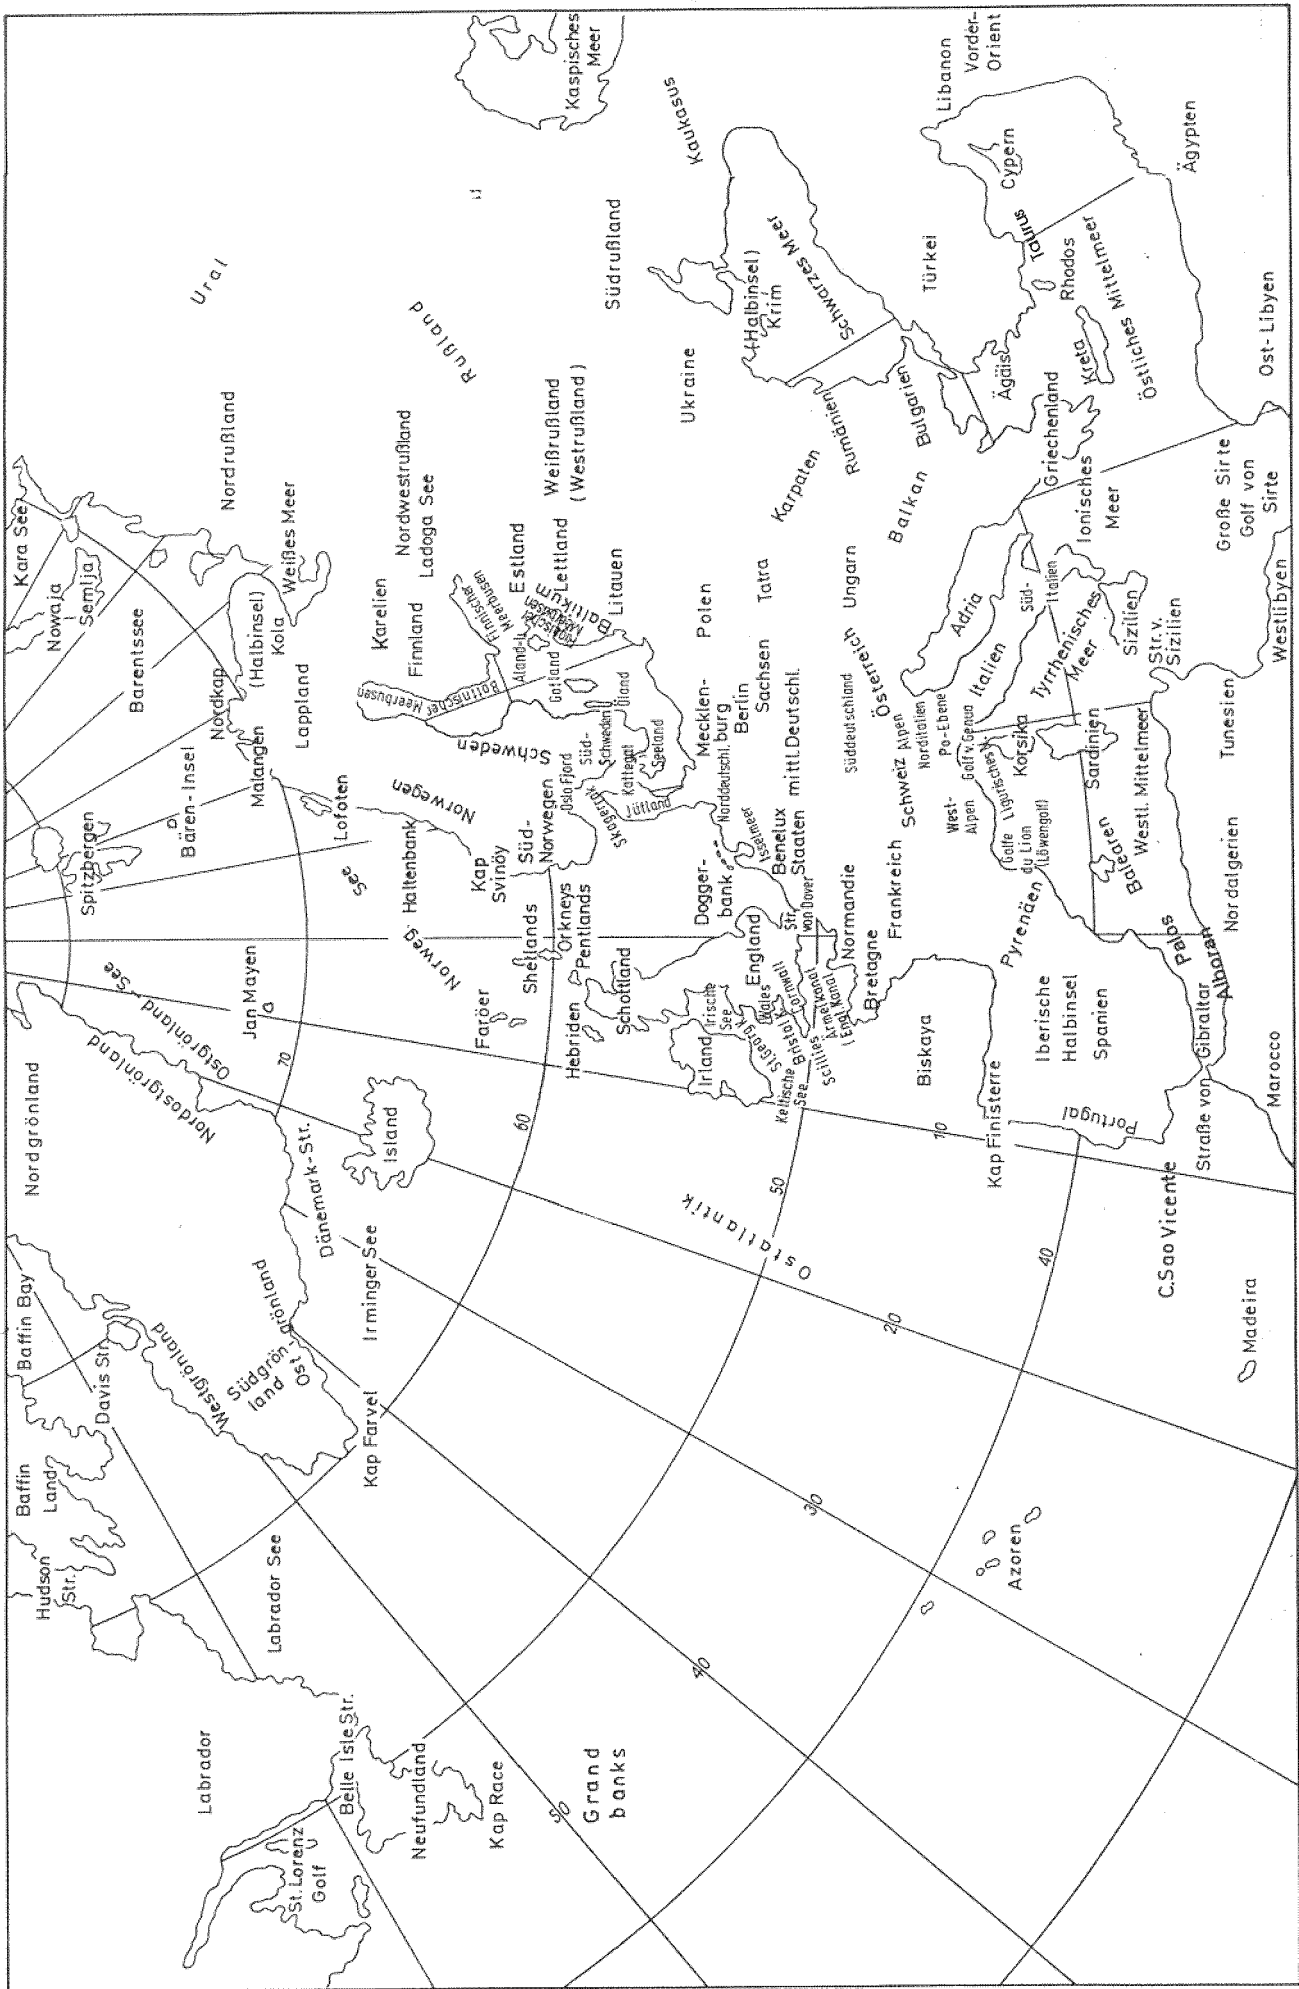 Hudson
Str.
Baffin
Land
Baffin Bay
Nordgrönland
Kara See
Nowaja
Semlja
Davis Str.
Spitzbergen
Barentssee
Westgrönland
Nordostgrönland
Ostgrönland-See
Bären-Insel
Labrador
Ural
Nordkap
Nordrußland
Südgrön-
land
Ost-Grönland
Jan Mayen
Malangen
(Halbinsel)
Kola
Weißes Meer
Labrador See
70
Lappland
St. Lorenz
Golf
Dänemark-Str.
Lofoten
Belle Isle Str.
Kap Farvel
Irminger See
Island
Norweg. See
Haltenbank
Norwegen
Bottnischer Meerbusen
Karelien
Finnland
Nordwestrußland
Ladoga See
Rußland
Neufundland
Faröer
Kap
Svinöy
Schweden
Finnischer
Meerbusen
Kap Race
60
Shetlands
Süd-
Norwegen
Aland-I.
Estland
50
Orkneys
Pentlands
Oslo Fjord
Gotland
Lettland
Baltikum
Weißrußland
(Westrußland)
Kaspisches
Meer
Grand
banks
Hebriden
Schottland
Skagerrak
Süd-
Schweden
Öland
Litauen
Südrußland
Kattegat
Jütland
Seeland
40
Ostatlantik
Irland
Irische
See
Dogger-
bank
Mecklen-
burg
Polen
Ukraine
Kaukasus
Norddeutschl.
Berlin
England
Wales
St. Georg K.
Isselmeer
Sachsen
Tatra
(Halbinsel)
Krim
50
Keltische
See
Bristol K.
Cornwall
Str.
von Dover
Benelux
Staaten
mittl. Deutschl.
Karpaten
Schwarzes Meer
30
Scillies
Ärmelkanal
(Engl. Kanal)
Normandie
Süddeutschland
Ungarn
Rumänien
Bretagne
Frankreich
Schweiz
Alpen
Österreich
Balkan
Bulgarien
20
Biskaya
10
Norditalien
Po-Ebene
West-
Alpen
Türkei
Libanon
Vorder-
Orient
Golf v. Genua
Ligurisches M.
Adria
Italien
Kap Finisterre
Azoren
Golfe
du Lion
(Löwengolf)
Pyrenäen
Korsika
Süd-
Italien
Ägäis
Cypern
Taurus
40
Iberische
Halbinsel
Spanien
Portugal
Tyrrhenisches
Meer
Griechenland
Rhodos
Kreta
Sardinien
Ionisches
Meer
Östliches Mittelmeer
Balearen
Westl. Mittelmeer
Sizilien
C.Sao Vicente
Palos
Str. v.
Sizilien
Ägypten
Straße von Gibraltar
Alboran
Nordalgerien
Tunesien
Große Sirte
Golf von
Sirte
Madeira
Marocco
Westlibyen
Ost-Libyen